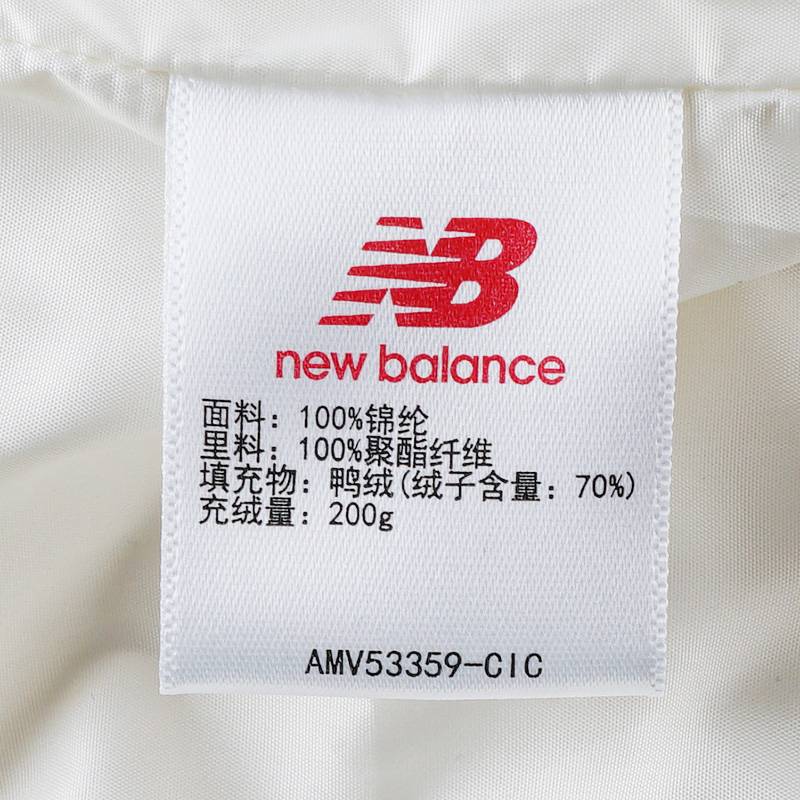 NB
new balance
面料：100%锦纶
里料：100%聚酯纤维
填充物：鸭绒(绒子含量：70%)
充绒量：200g
AMV53359-CIC